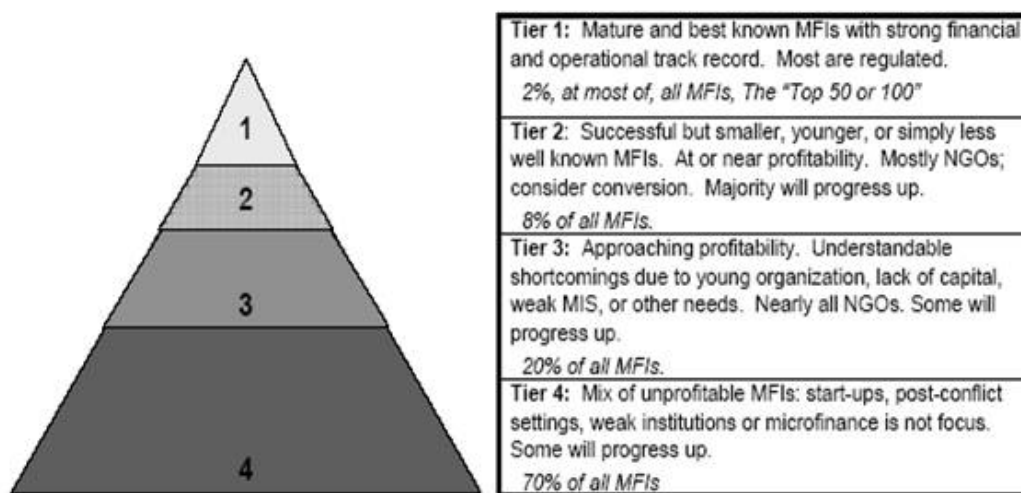 1
2
3
4
Tier 1: Mature and best known MFIs with strong financial
and operational track record. Most are regulated.
2%, at most of, all MFIs, The “Top 50 or 100”
Tier 2: Successful but smaller, younger, or simply less
well known MFIs. At or near profitability. Mostly NGOs;
consider conversion. Majority will progress up.
8% of all MFIs.
Tier 3: Approaching profitability. Understandable
shortcomings due to young organization, lack of capital,
weak MIS, or other needs. Nearly all NGOs. Some will
progress up.
20% of all MFIs.
Tier 4: Mix of unprofitable MFIs: start-ups, post-conflict
settings, weak institutions or microfinance is not focus.
Some will progress up.
70% of all MFIs